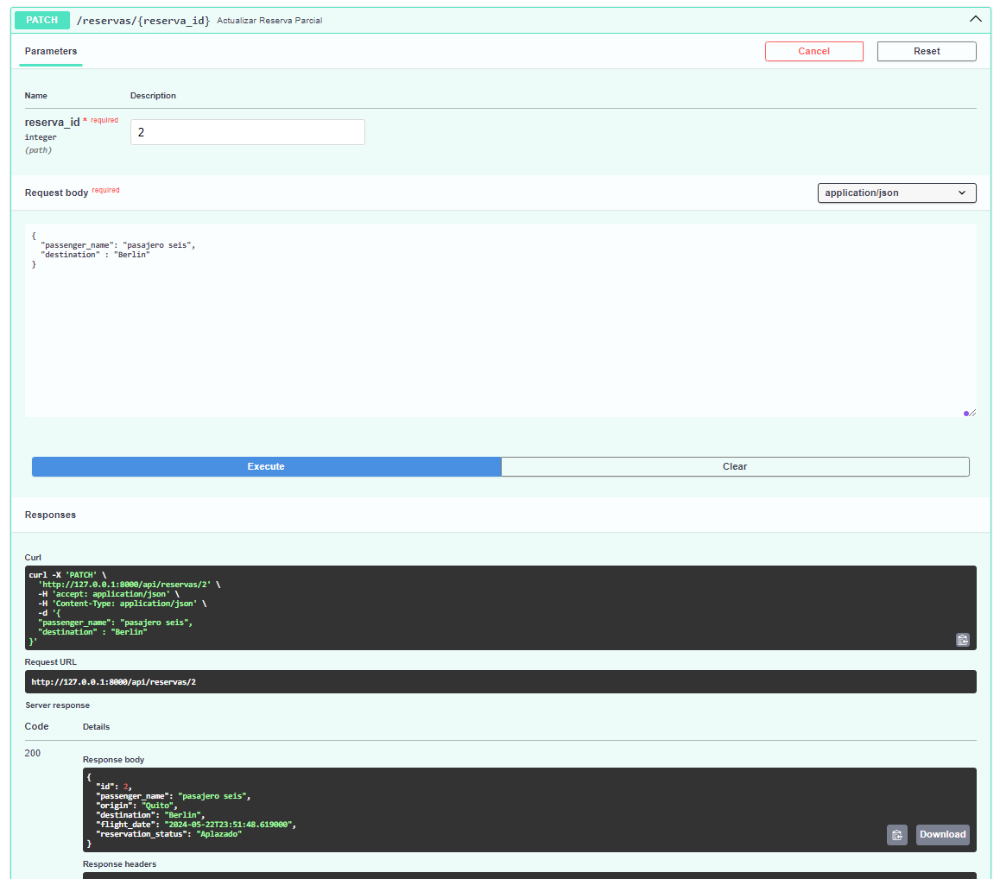 PATCH /reservas/{reserva_id} Actualizar Reserva Parcial
Parameters
Cancel
Reset
Name Description
reserva_id * required
integer
(path)
2
Request body required
application/json
{
  "passenger_name": "pasajero seis",
  "destination" : "Berlin"
}
Execute
Clear
Responses
Curl
curl -X 'PATCH' \
  'http://127.0.0.1:8000/api/reservas/2' \
  -H 'accept: application/json' \
  -H 'Content-Type: application/json' \
  -d '{
  "passenger_name": "pasajero seis",
  "destination" : "Berlin"
}'
Request URL
http://127.0.0.1:8000/api/reservas/2
Server response
Code Details
200
Response body
{
  "id": 2,
  "passenger_name": "pasajero seis",
  "origin": "Quito",
  "destination": "Berlin",
  "flight_date": "2024-05-22T23:51:48.619000",
  "reservation_status": "Aplazado"
}
Download
Response headers